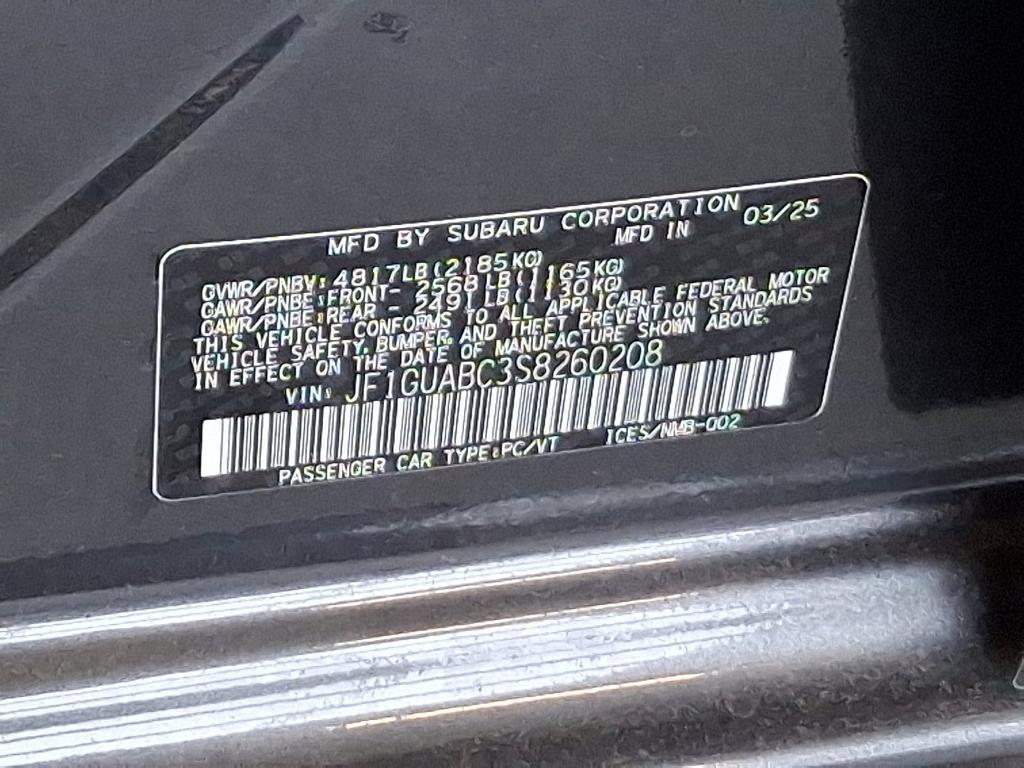 MFD BY SUBARU CORPORATION
MFD IN 03/25
GVWR/PNBV: 4817LB(2185KG)
GAWR/PNBE:FRONT- 2568LB(1165KG)
GAWR/PNBE:REAR - 2491LB(1130KG)
THIS VEHICLE CONFORMS TO ALL APPLICABLE FEDERAL MOTOR
VEHICLE SAFETY, BUMPER, AND THEFT PREVENTION STANDARDS
IN EFFECT ON THE DATE OF MANUFACTURE SHOWN ABOVE.
VIN: JF1GUABC3S8260208
PASSENGER CAR TYPE:PC/VT ICES/NMB-002